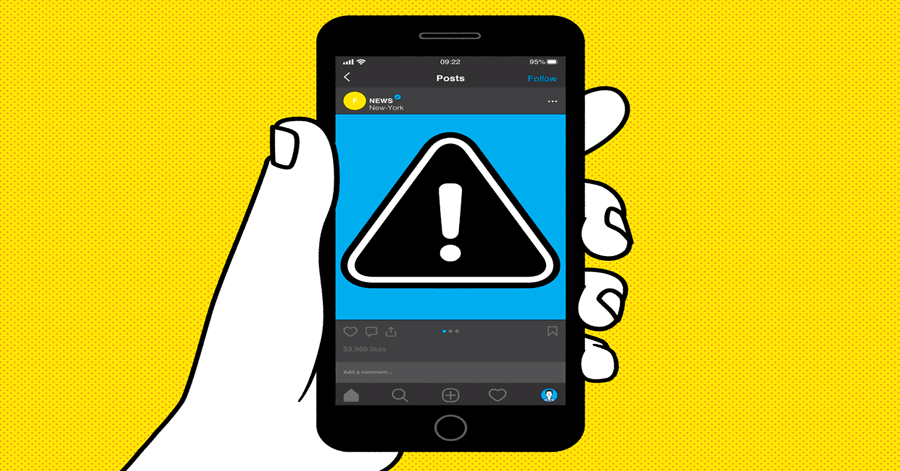 09:22 95%
Posts Follow
NEWS
New-York
53,969 likes
Add a comment...